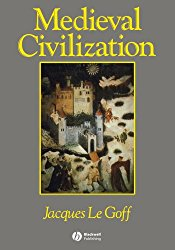 Medieval
Civilization
Blackwell
Publishing
Jacques Le Goff